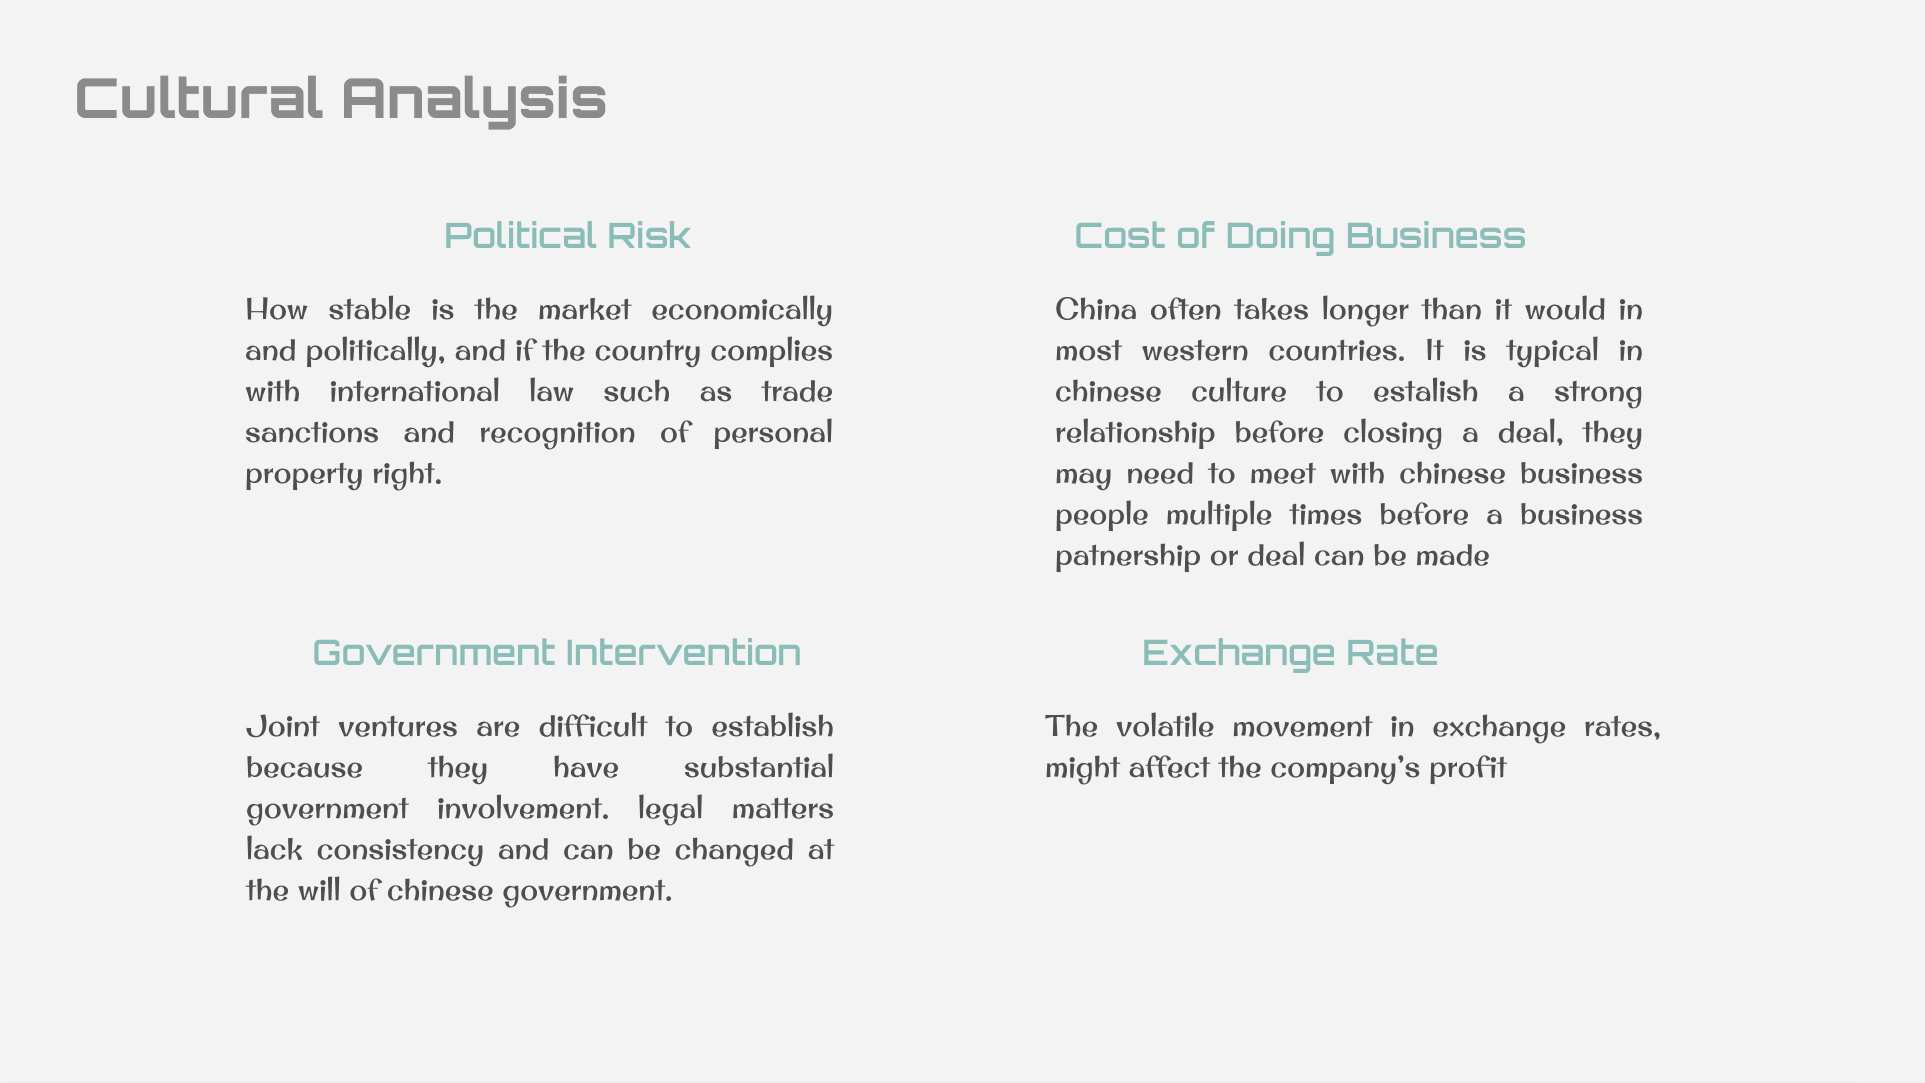 Cultural Analysis
Political Risk
How stable is the market economically
and politically, and if the country complies
with international law such as trade
sanctions and recognition of personal
property right.
Cost of Doing Business
China often takes longer than it would in
most western countries. It is typical in
chinese culture to estalish a strong
relationship before closing a deal, they
may need to meet with chinese business
people multiple times before a business
patnership or deal can be made
Government Intervention
Joint ventures are difficult to establish
because they have substantial
government involvement. legal matters
lack consistency and can be changed at
the will of chinese government.
Exchange Rate
The volatile movement in exchange rates,
might affect the company's profit